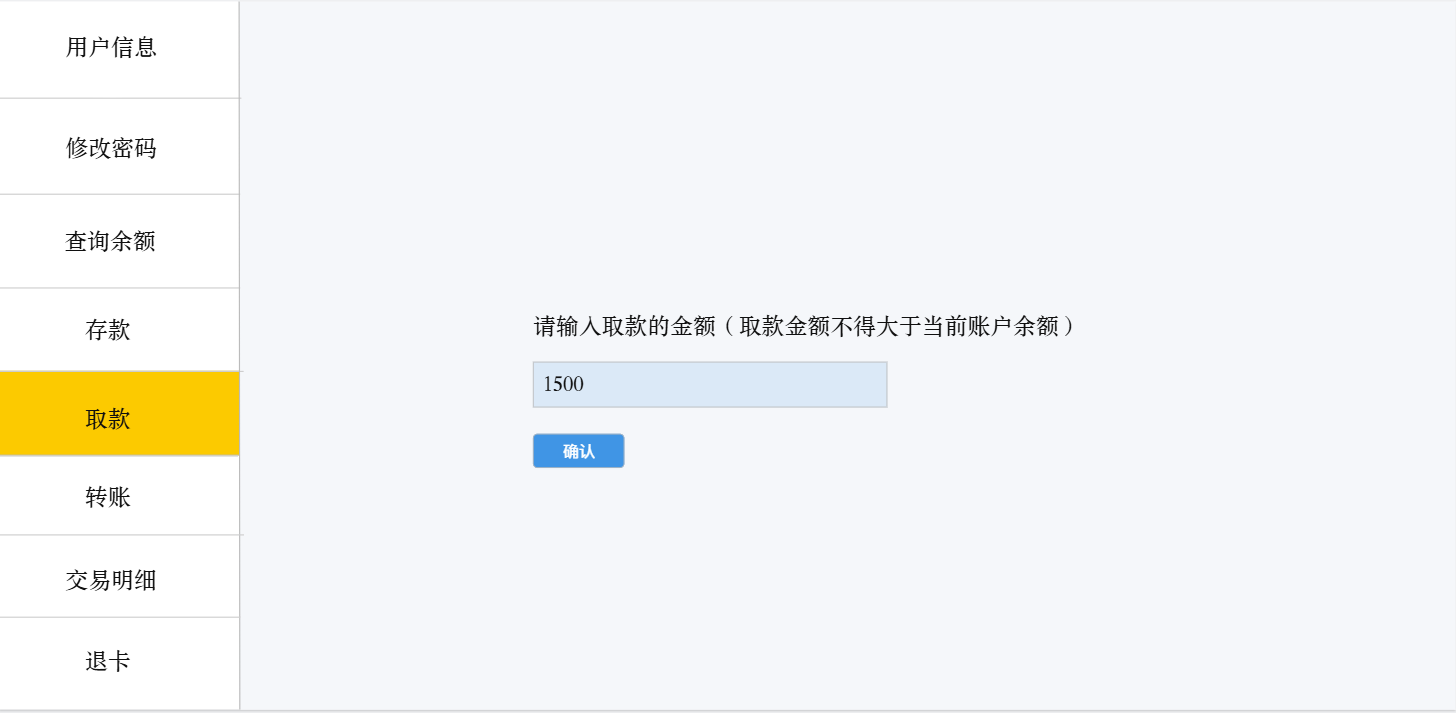 用户信息
修改密码
查询余额
存款
取款
转账
交易明细
退卡
请输入取款的金额（取款金额不得大于当前账户余额）
1500
确认